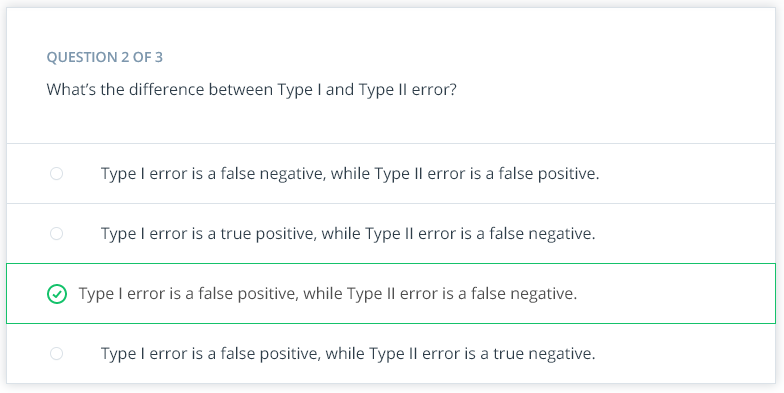 QUESTION 2 OF 3
What’s the difference between Type I and Type II error?
Type I error is a false negative, while Type II error is a false positive.
Type I error is a true positive, while Type II error is a false negative.
Type I error is a false positive, while Type II error is a false negative.
Type I error is a false positive, while Type II error is a true negative.